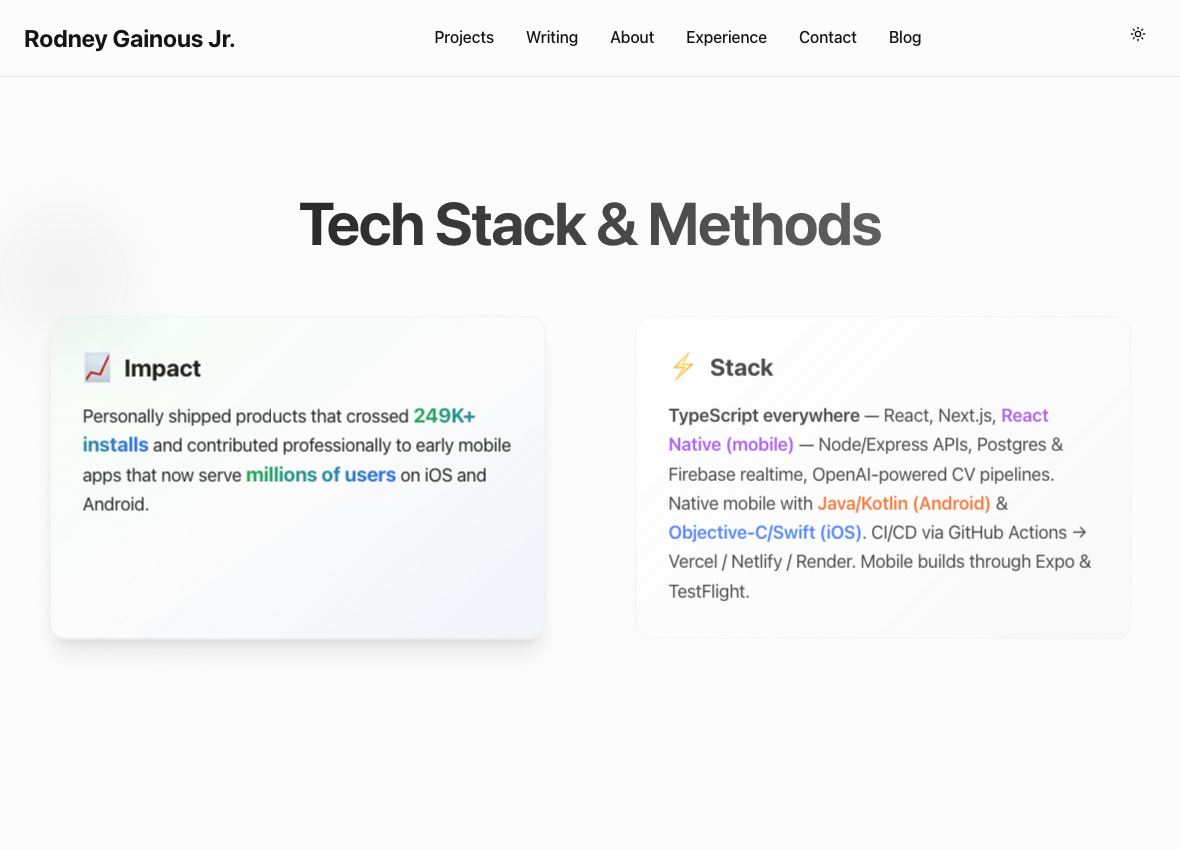 Rodney Gainous Jr.
Projects
Writing
About
Experience
Contact
Blog
Tech Stack & Methods
Impact
Personally shipped products that crossed 249K+
installs and contributed professionally to early mobile
apps that now serve millions of users on iOS and
Android.
Stack
TypeScript everywhere — React, Next.js, React
Native (mobile) — Node/Express APIs, Postgres &
Firebase realtime, OpenAI-powered CV pipelines.
Native mobile with Java/Kotlin (Android) &
Objective-C/Swift (iOS). CI/CD via GitHub Actions →
Vercel / Netlify / Render. Mobile builds through Expo &
TestFlight.